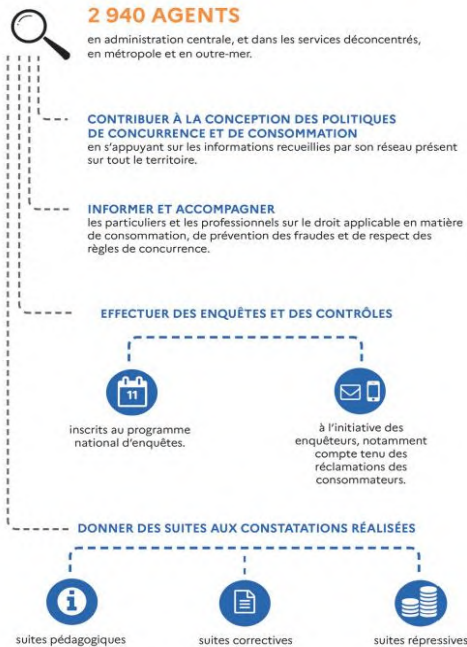 2 940 AGENTS
en administration centrale, et dans les services déconcentrés,
en métropole et en outre-mer.
CONTRIBUER À LA CONCEPTION DES POLITIQUES
DE CONCURRENCE ET DE CONSOMMATION
en s'appuyant sur les informations recueillies par son réseau présent
sur tout le territoire.
INFORMER ET ACCOMPAGNER
les particuliers et les professionnels sur le droit applicable en matière
de consommation, de prévention des fraudes et de respect des
règles de concurrence.
EFFECTUER DES ENQUÊTES ET DES CONTRÔLES
11
inscrits au programme
national d'enquêtes.
à l'initiative des
enquêteurs, notamment
compte tenu des
réclamations des
consommateurs.
DONNER DES SUITES AUX CONSTATATIONS RÉALISÉES
suites pédagogiques
suites correctives
suites répressives